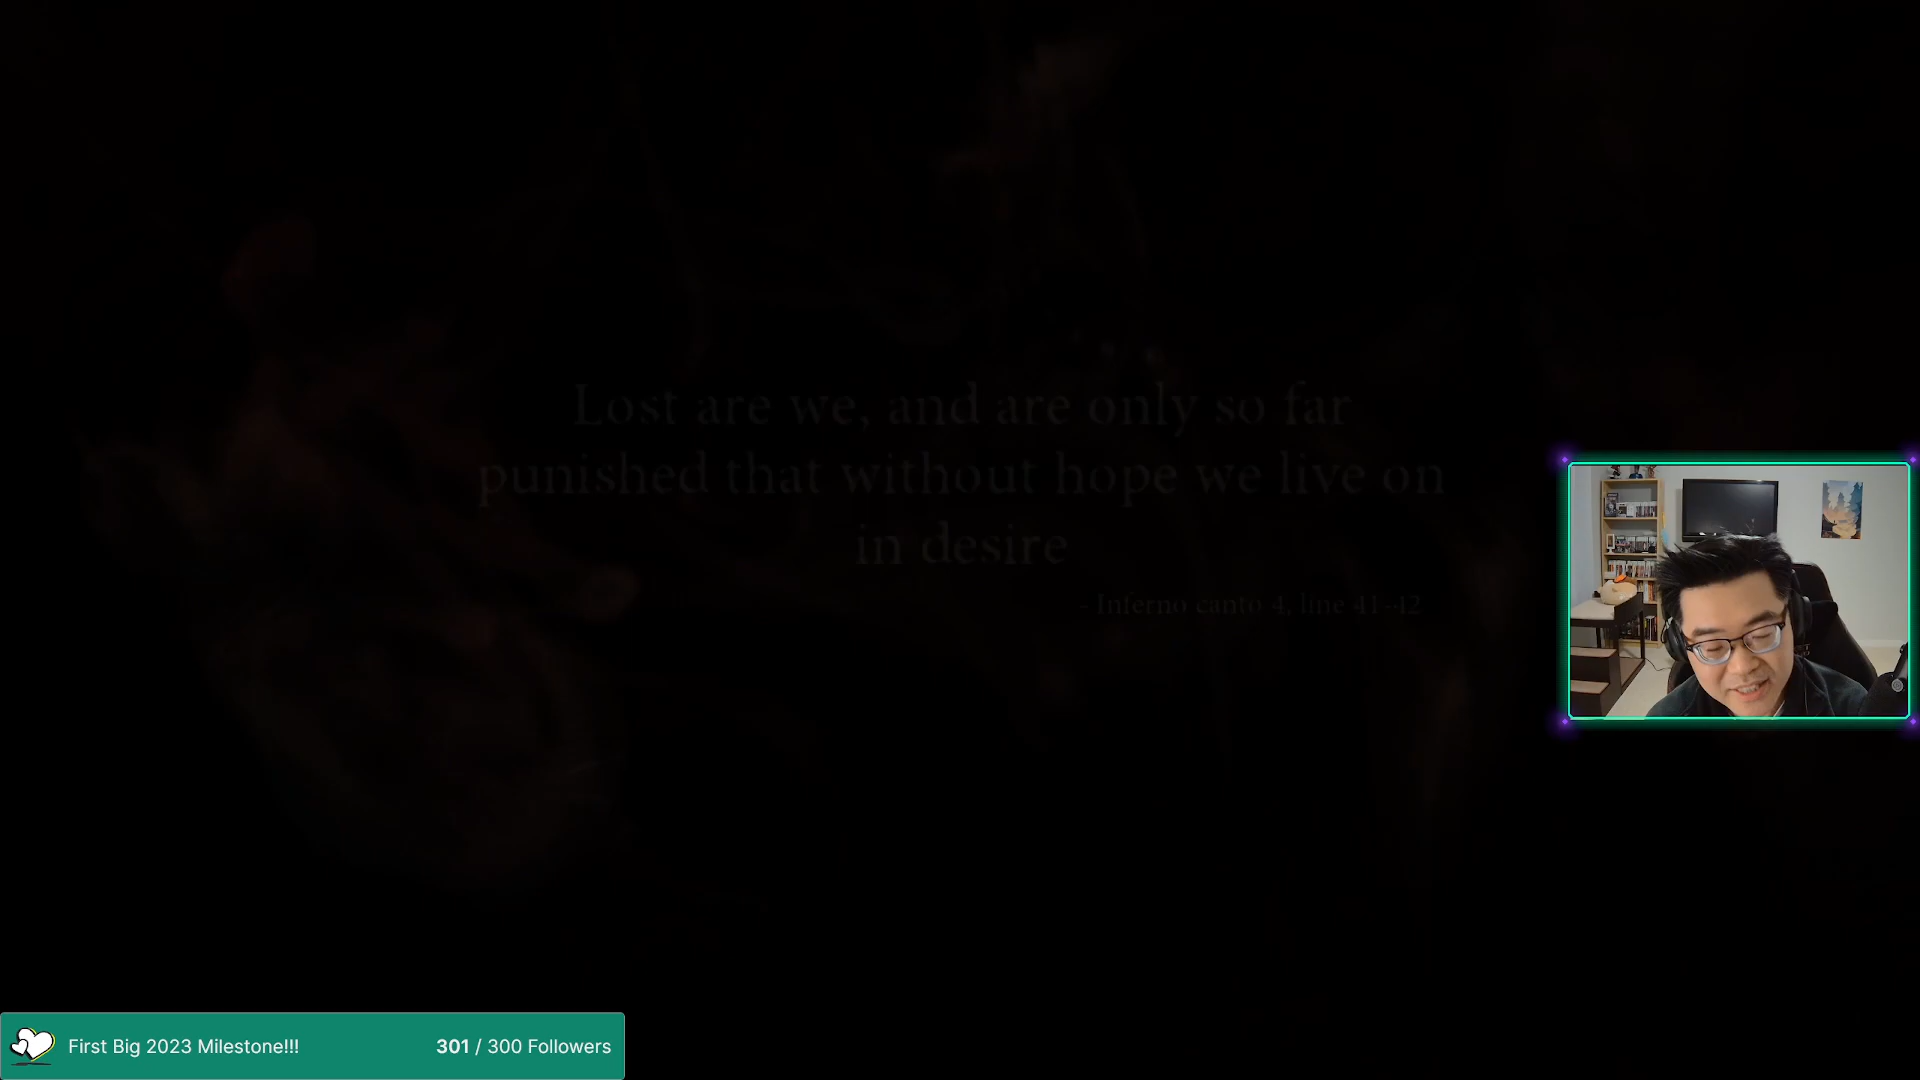 Lost are we, and are only so far
punished that without hope we live on
in desire
- Inferno canto 4, line 41-42
First Big 2023 Milestone!!!
301 / 300 Followers